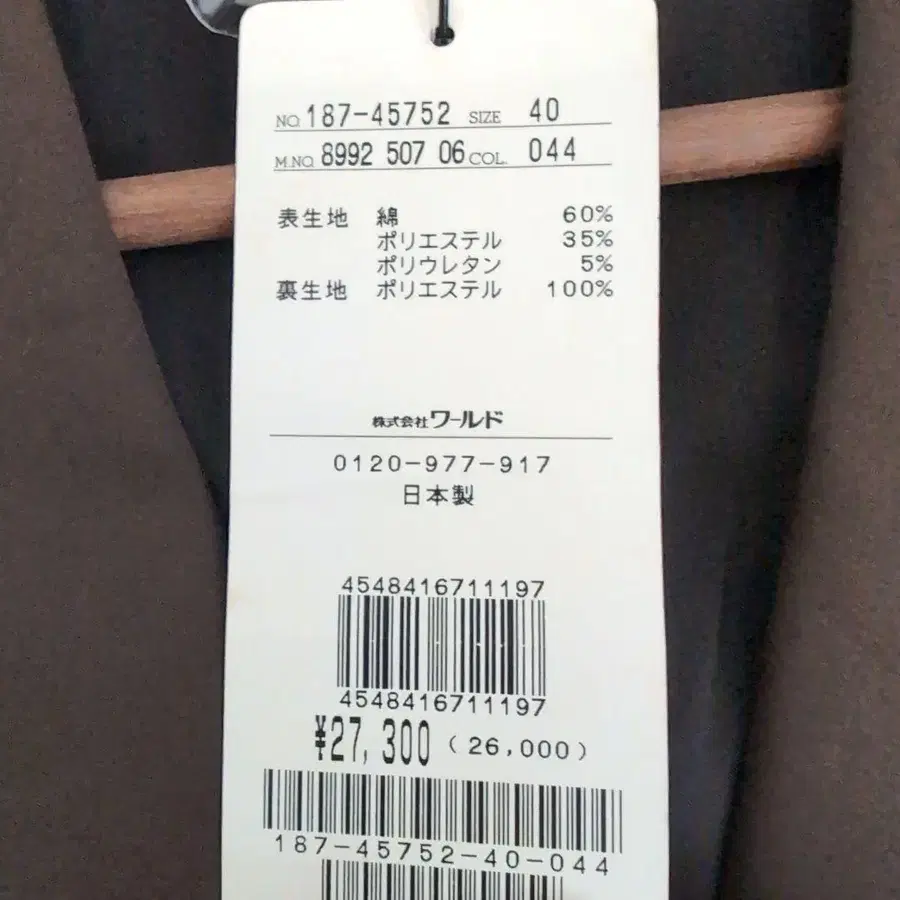 NO. 187-45752 SIZE 40
M.NO. 8992 507 06 COL. 044
表生地 綿 60%
ポリエステル 35%
ポリウレタン 5%
裏生地 ポリエステル 100%
株式会社ワールド
0120-977-917
日本製
4548416711197
4548416711197
¥27,300 (26,000)
187-45752-40-044